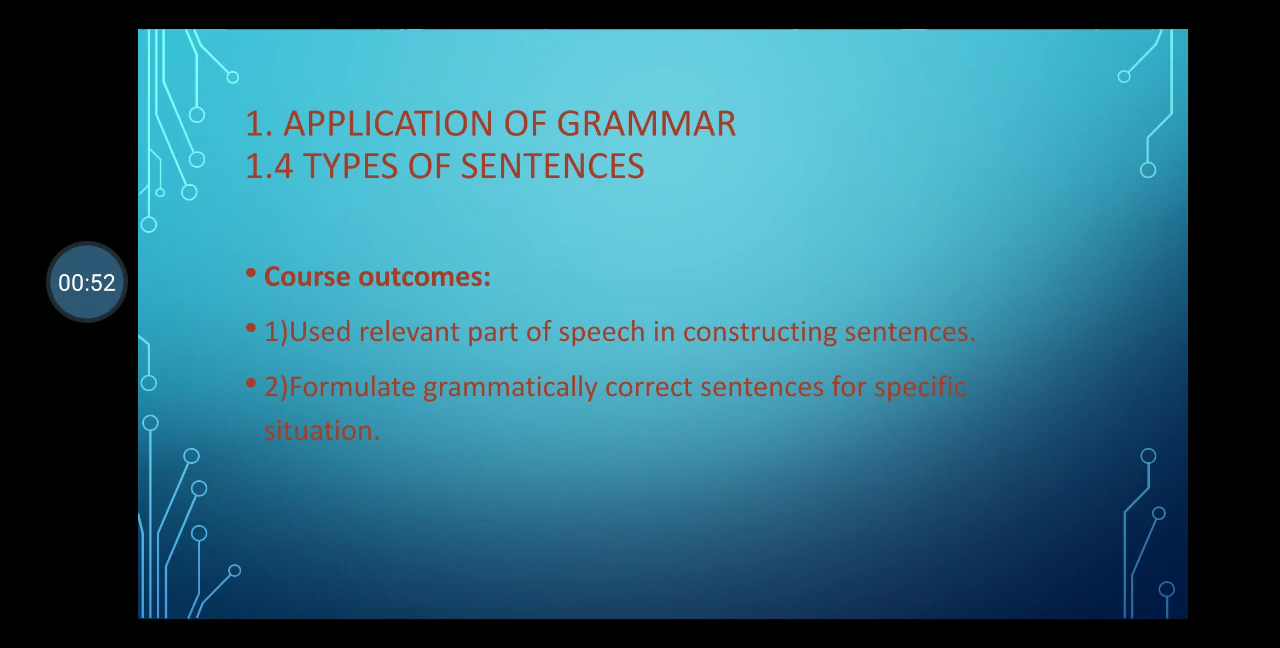 1. APPLICATION OF GRAMMAR
1.4 TYPES OF SENTENCES
• Course outcomes:
00:52
• 1)Used relevant part of speech in constructing sentences.
• 2)Formulate grammatically correct sentences for specific
situation.